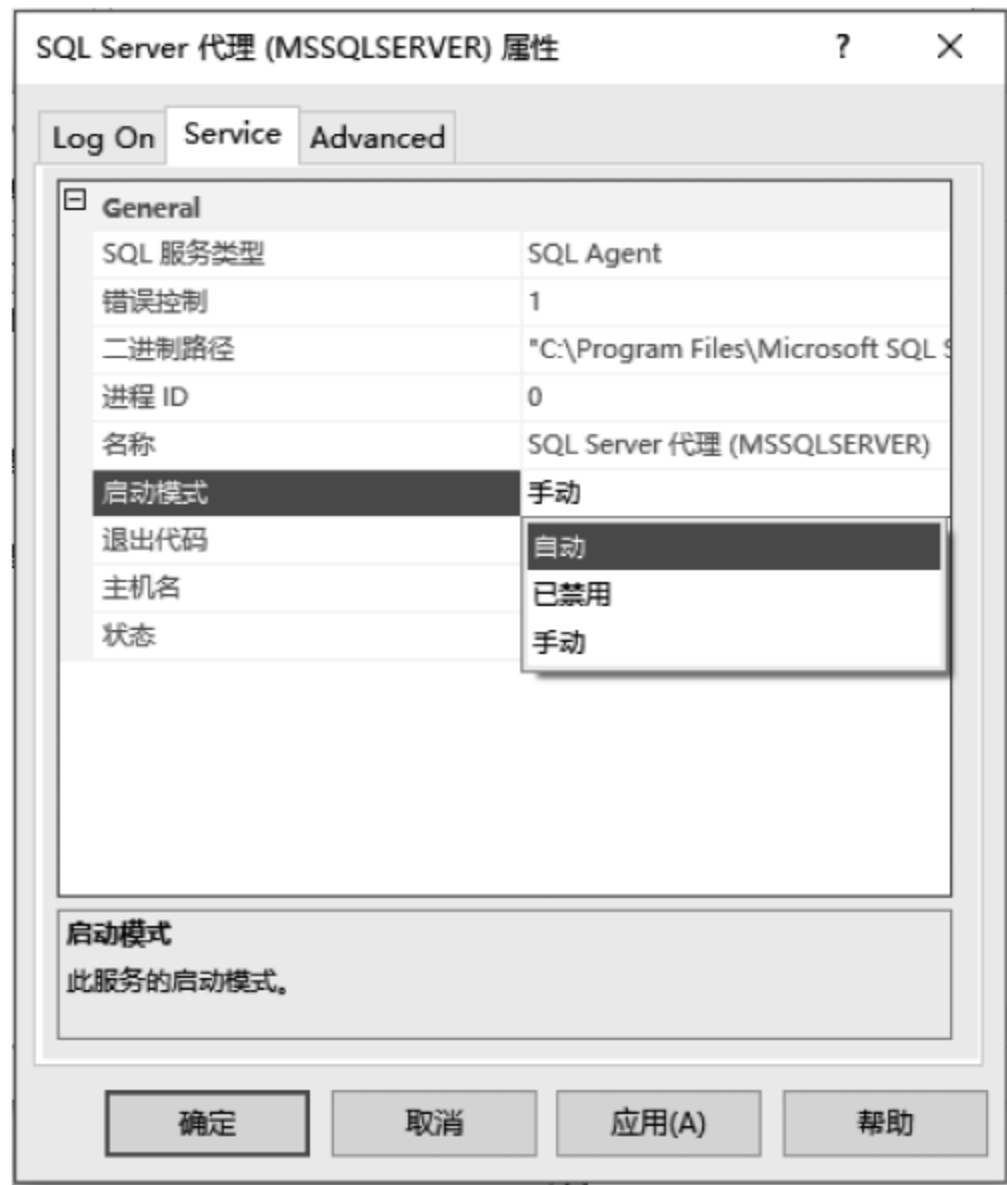 SQL Server 代理 (MSSQLSERVER) 属性 ? ×
Log On Service Advanced
General
SQL 服务类型 SQL Agent
错误控制 1
二进制路径 "C:\Program Files\Microsoft SQL S
进程 ID 0
名称 SQL Server 代理 (MSSQLSERVER)
启动模式 手动
退出代码 自动
主机名 已禁用
状态 手动
启动模式
此服务的启动模式。
确定 取消 应用(A) 帮助